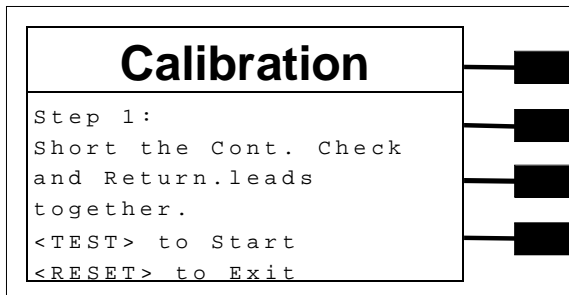 Calibration
Step 1:
Short the Cont. Check
and Return.leads
together.
<TEST> to Start
<RESET> to Exit